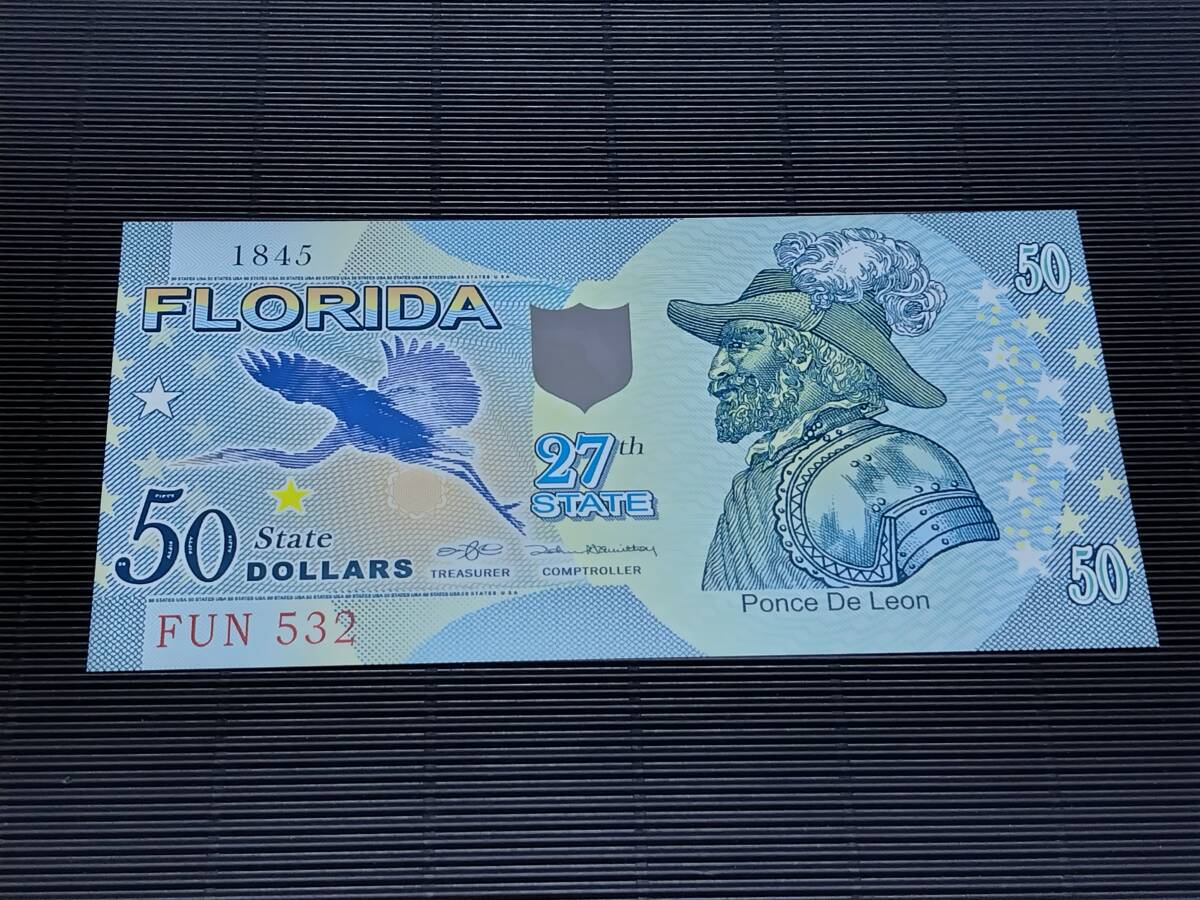 1845
50
FLORIDA
27th
STATE
50 State
DOLLARS
TREASURER
COMPTROLLER
50
Ponce De Leon
FUN 532